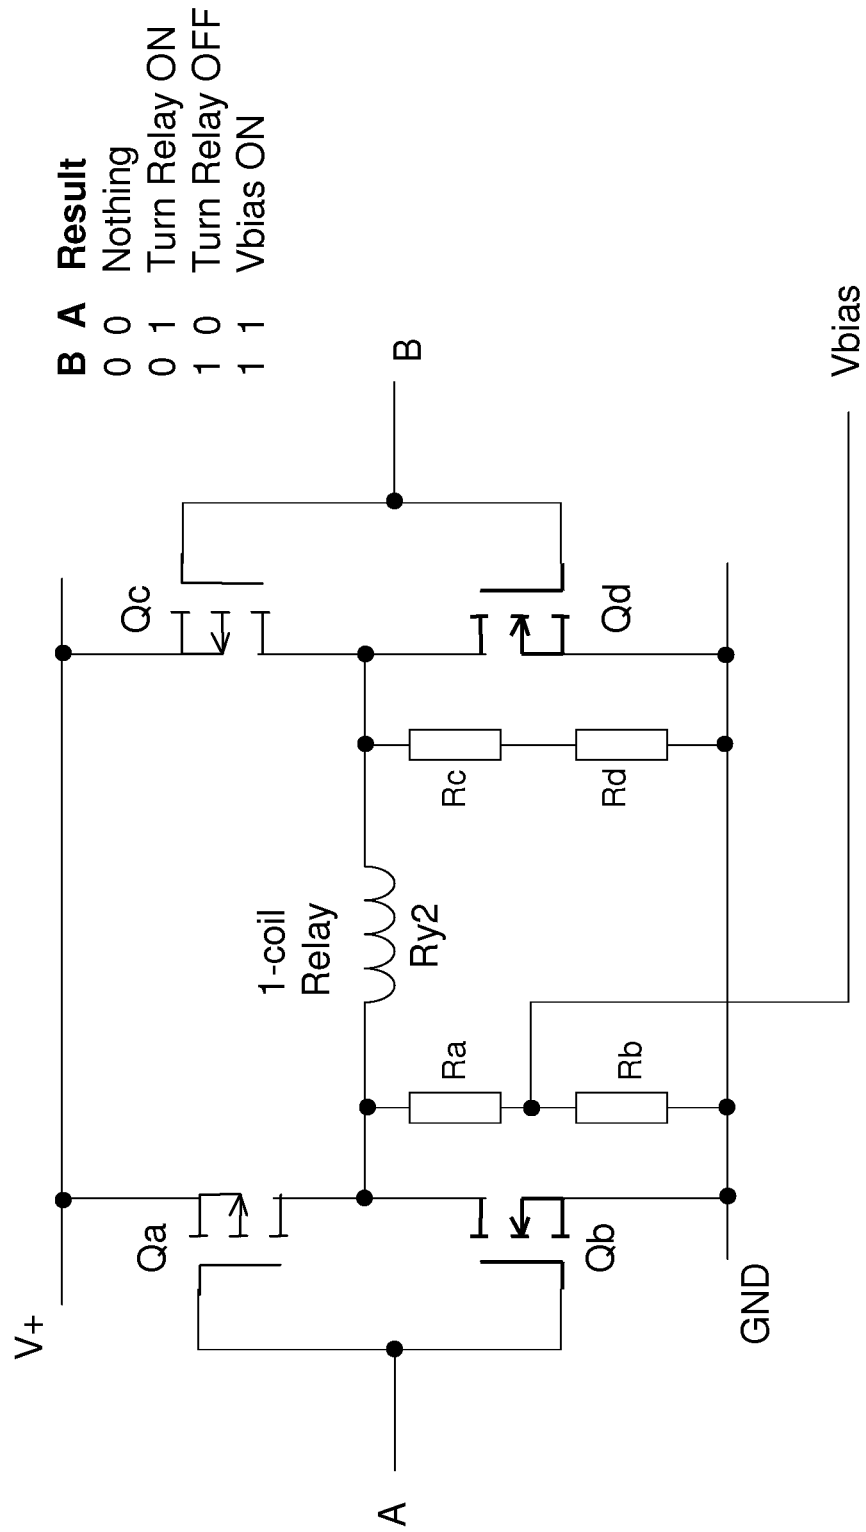 B A Result
0 0 Nothing
0 1 Turn Relay ON
1 0 Turn Relay OFF
1 1 Vbias ON
V+
Qa
Qc
1-coil
Relay
Ry2
A
B
Ra
Rc
Qb
Rb
Rd
Qd
GND
Vbias